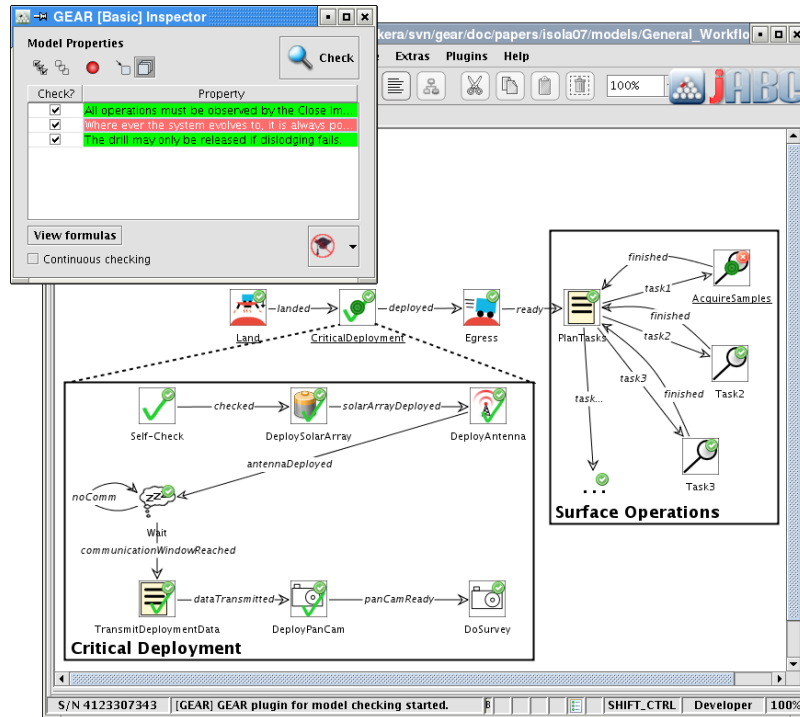 GEAR [Basic] Inspector
Model Properties
Check
Check?
Property
All operations must be observed by the Close Im...
Where ever the system evolves to, it is always po...
The drill may only be released if dislodging fails.
View formulas
Continuous checking
kera/svn/gear/doc/papers/isola07/models/General_Workflo
Extras Plugins Help
100%
jABC
landed
deployed
ready
Land
CriticalDeployment
Egress
PlanTasks
finished
task1
AcquireSamples
finished
task2
Task2
task3
finished
task...
Task3
...
Surface Operations
checked
solarArrayDeployed
Self-Check
DeploySolarArray
DeployAntenna
antennaDeployed
noComm
zz
Wait
communicationWindowReached
dataTransmitted
panCamReady
TransmitDeploymentData
DeployPanCam
DoSurvey
Critical Deployment
S/N 4123307343
[GEAR] GEAR plugin for model checking started.
SHIFT_CTRL
Developer
100%